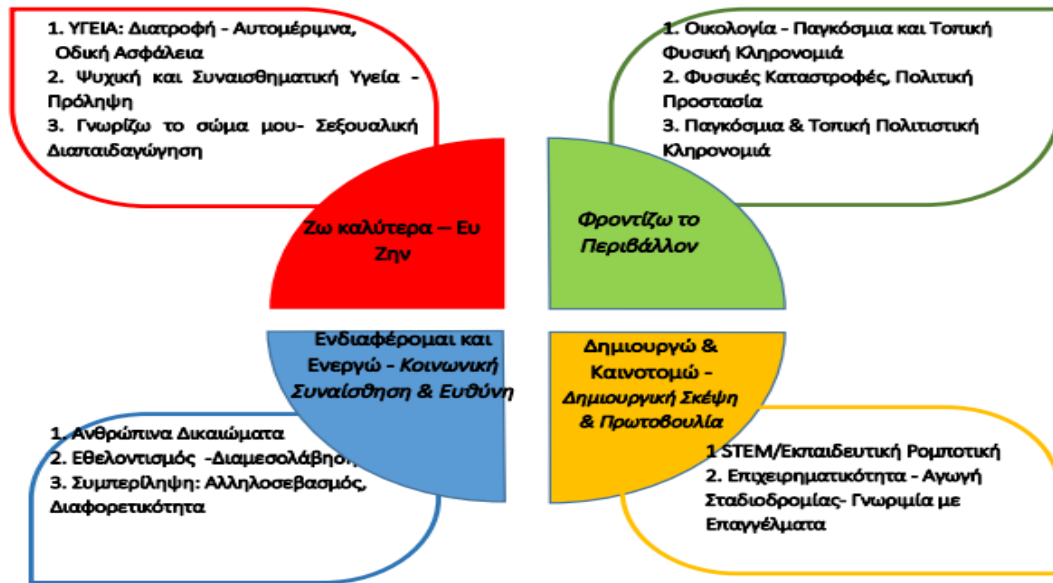 1. ΥΓΕΙΑ: Διατροφή - Αυτομέριμνα,
Οδική Ασφάλεια
2. Ψυχική και Συναισθηματική Υγεία -
Πρόληψη
3. Γνωρίζω το σώμα μου- Σεξουαλική
Διαπαιδαγώγηση
1. Οικολογία - Παγκόσμια και Τοπική
Φυσική Κληρονομιά
2. Φυσικές Καταστροφές, Πολιτική
Προστασία
3. Παγκόσμια & Τοπική Πολιτιστική
Κληρονομιά
Ζω καλύτερα – Ευ
Ζην
Φροντίζω το
Περιβάλλον
Ενδιαφέρομαι και
Ενεργώ - Κοινωνική
Συναίσθηση & Ευθύνη
Δημιουργώ &
Καινοτομώ -
Δημιουργική Σκέψη
& Πρωτοβουλία
1. Ανθρώπινα Δικαιώματα
2. Εθελοντισμός -Διαμεσολάβηση
3. Συμπερίληψη: Αλληλοσεβασμός,
Διαφορετικότητα
1 STEM/Εκπαιδευτική Ρομποτική
2. Επιχειρηματικότητα - Αγωγή
Σταδιοδρομίας- Γνωριμία με
Επαγγέλματα